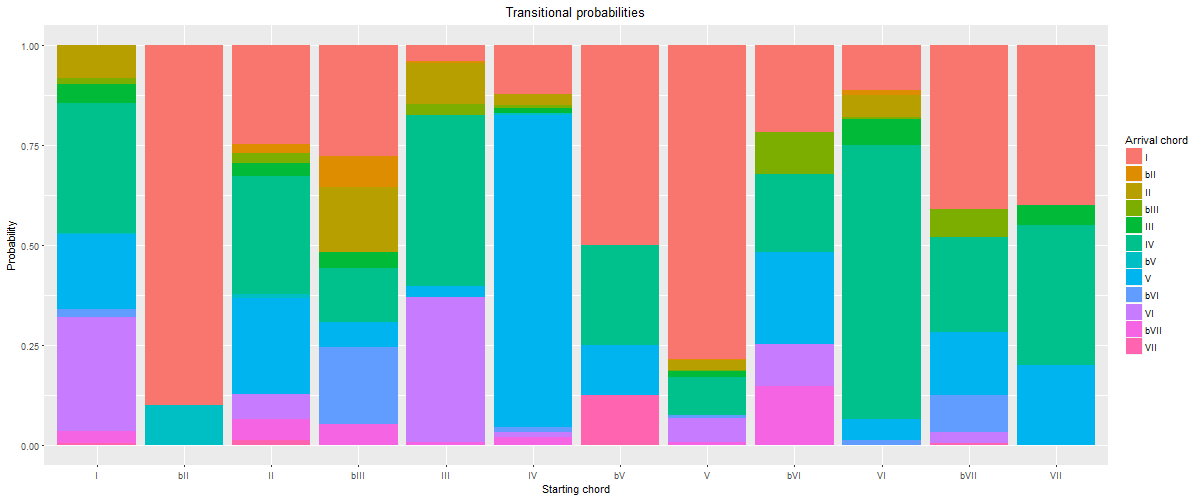 Transitional probabilities
Probability
1.00
0.75
0.50
0.25
0.00
I
bII
II
bIII
III
IV
bV
V
bVI
VI
bVII
VII
Starting chord
Arrival chord
I
bII
II
bIII
III
IV
bV
V
bVI
VI
bVII
VII